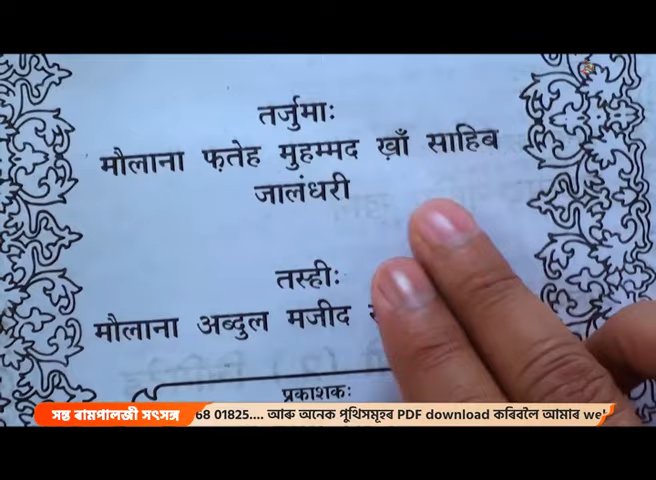 तर्जुमाः
मौलाना फ़तेह मुहम्मद ख़ाँ साहिब
जालंधरी
तस्हीः
मौलाना अब्दुल मजीद
प्रकाशकः
সন্ত ৰামপালজী সৎসঙ্গ
68 01825.... আৰু অনেক পুথিসমূহৰ PDF download কৰিবলৈ আমাৰ